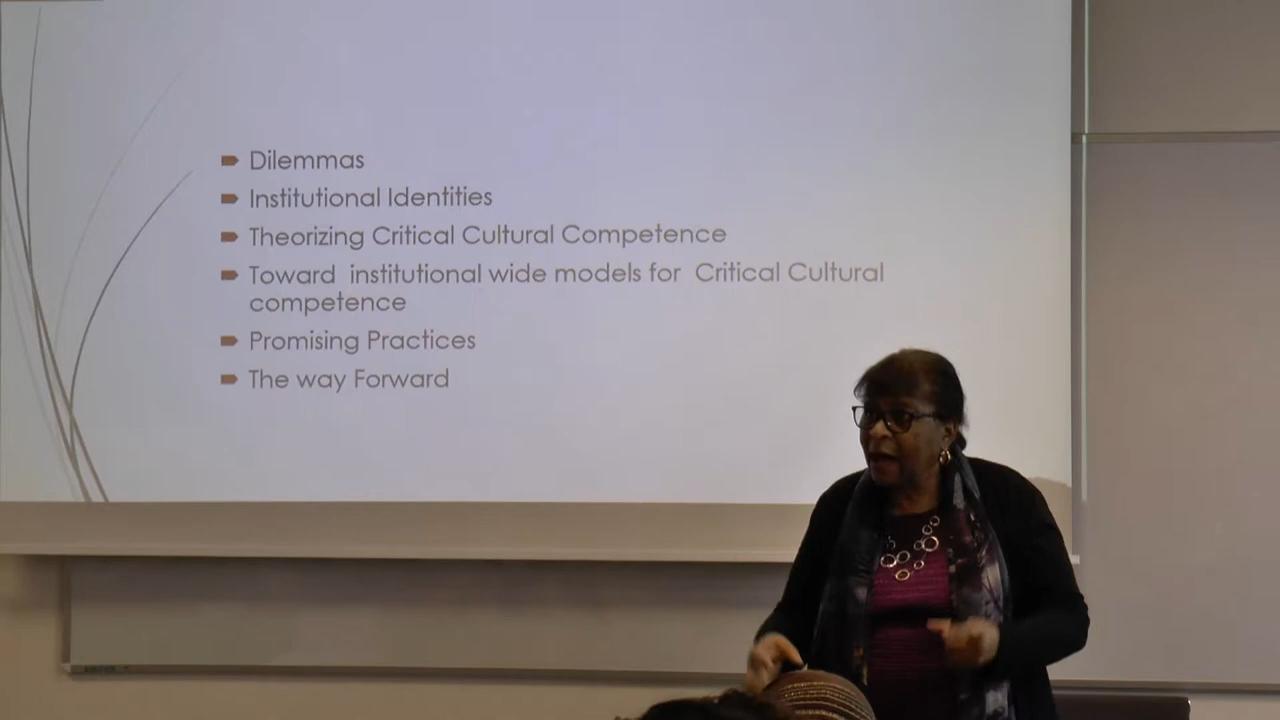 Dilemmas
Institutional Identities
Theorizing Critical Cultural Competence
Toward institutional wide models for Critical Cultural
competence
Promising Practices
The way Forward